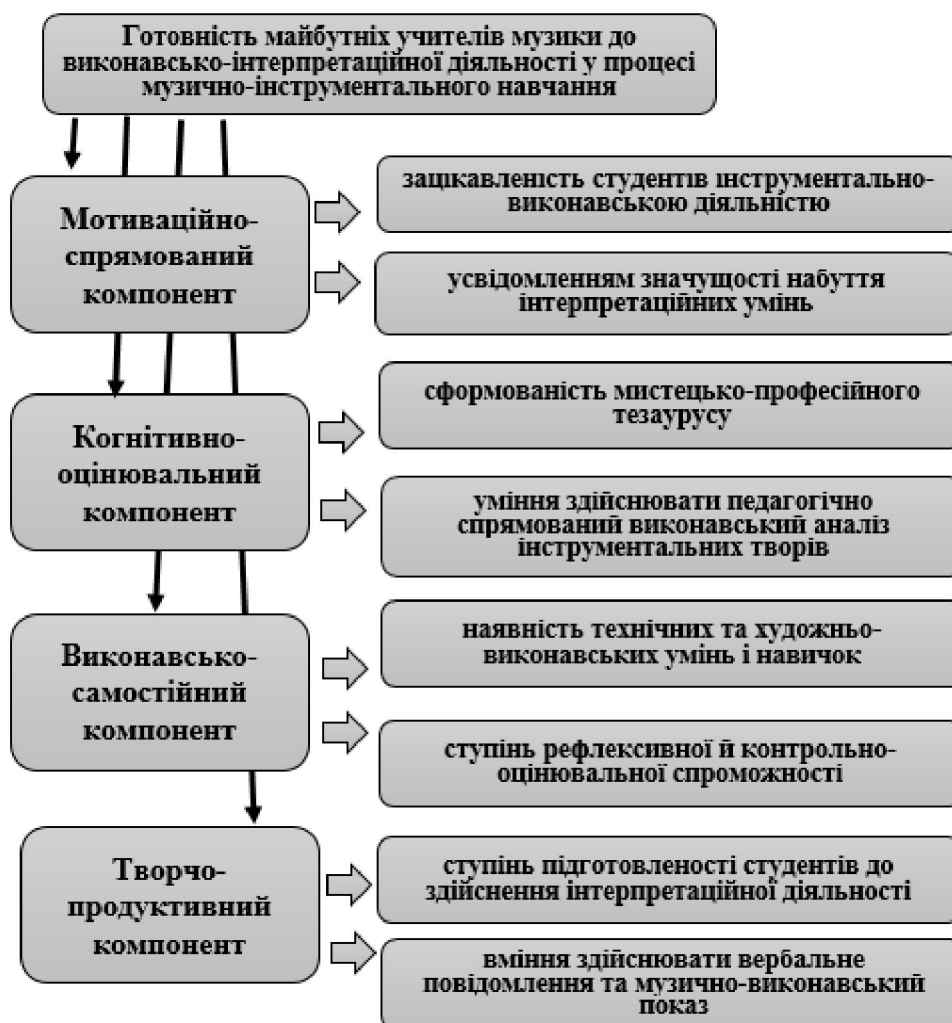 Готовність майбутніх учителів музики до
виконавсько-інтерпретаційної діяльності у процесі
музично-інструментального навчання
Мотиваційно-
спрямований
компонент
зацікавленість студентів інструментально-
виконавською діяльністю
усвідомленням значущості набуття
інтерпретаційних умінь
Когнітивно-
оцінювальний
компонент
сформованість мистецько-професійного
тезаурусу
уміння здійснювати педагогічно
спрямований виконавський аналіз
інструментальних творів
Виконавсько-
самостійний
компонент
наявність технічних та художньо-
виконавських умінь і навичок
ступінь рефлексивної й контрольно-
оцінювальної спроможності
Творчо-
продуктивний
компонент
ступінь підготовленості студентів до
здійснення інтерпретаційної діяльності
вміння здійснювати вербальне
повідомлення та музично-виконавський
показ